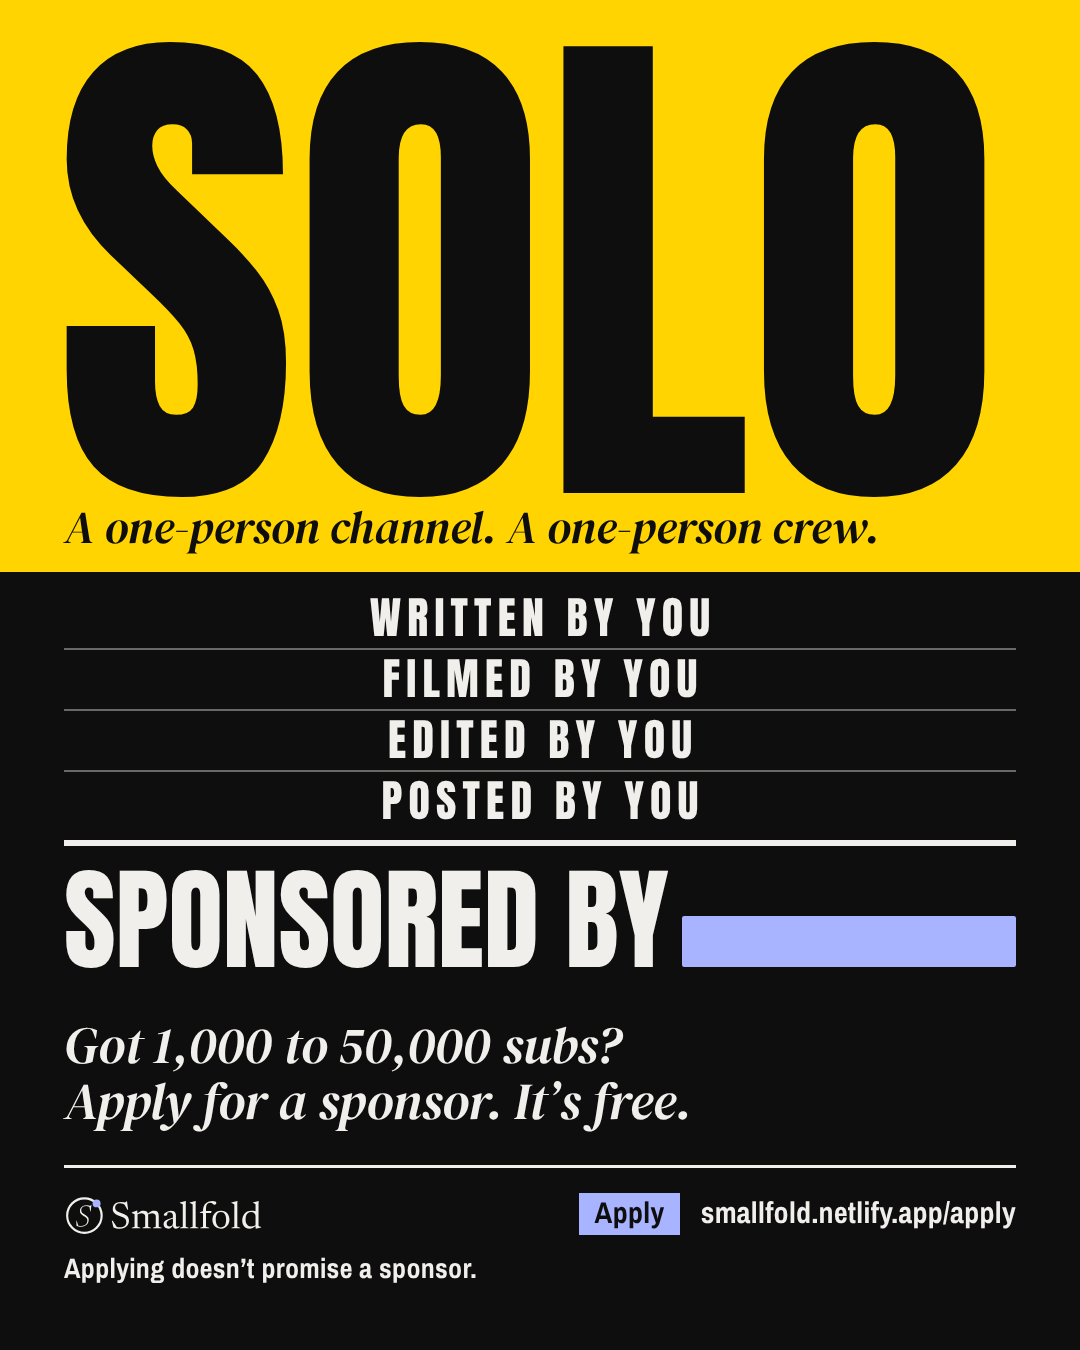 SOLO
A one-person channel. A one-person crew.
WRITTEN BY YOU
FILMED BY YOU
EDITED BY YOU
POSTED BY YOU
SPONSORED BY
Got 1,000 to 50,000 subs?
Apply for a sponsor. It’s free.
S Smallfold
Apply smallfold.netlify.app/apply
Applying doesn’t promise a sponsor.